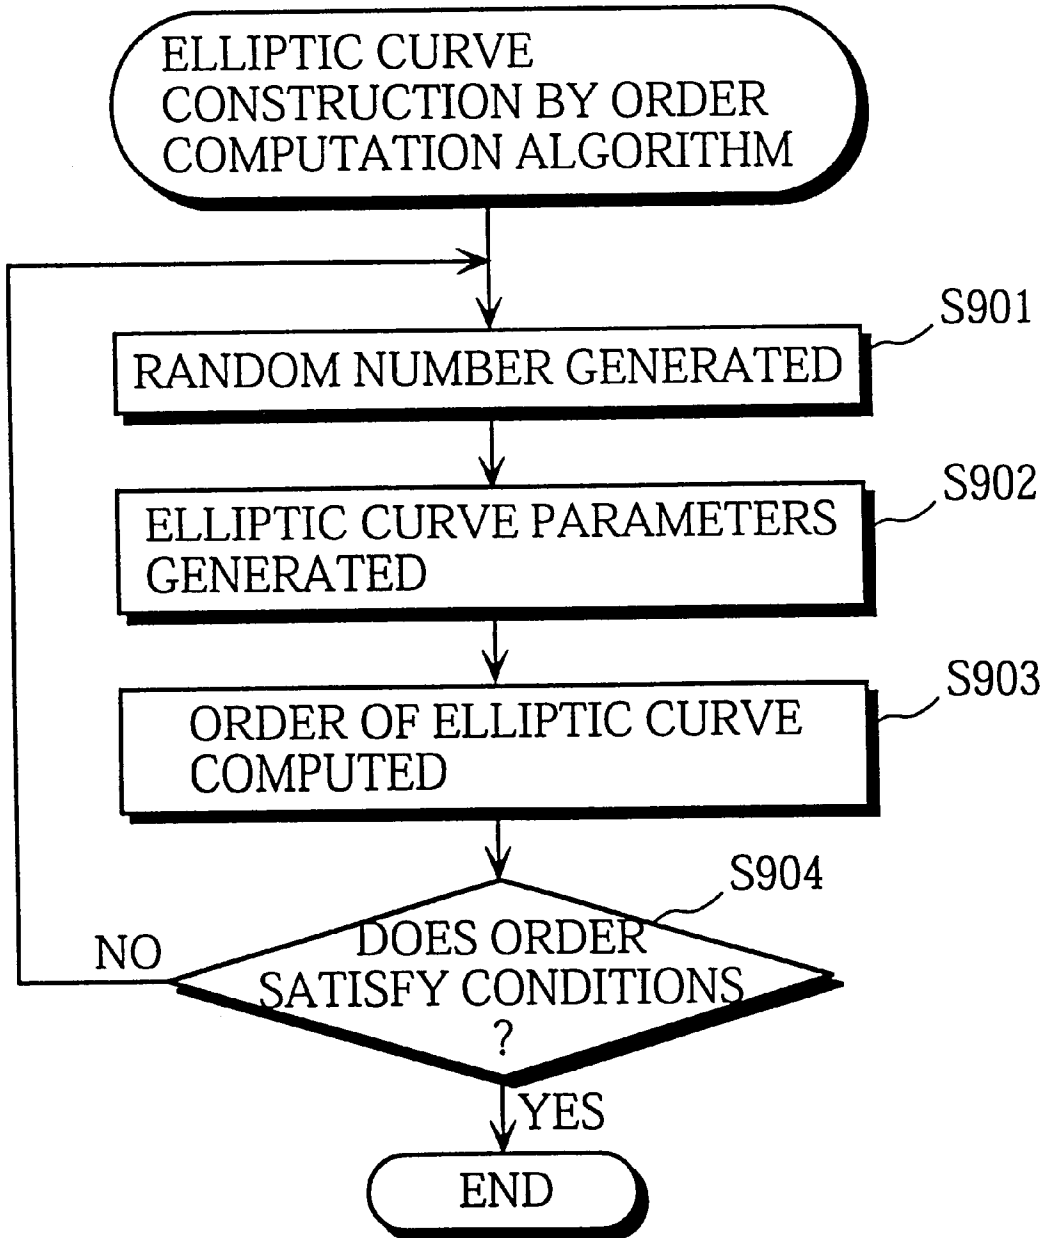 ELLIPTIC CURVE
CONSTRUCTION BY ORDER
COMPUTATION ALGORITHM
S901
RANDOM NUMBER GENERATED
S902
ELLIPTIC CURVE PARAMETERS
GENERATED
S903
ORDER OF ELLIPTIC CURVE
COMPUTED
S904
NO
DOES ORDER
SATISFY CONDITIONS
?
YES
END